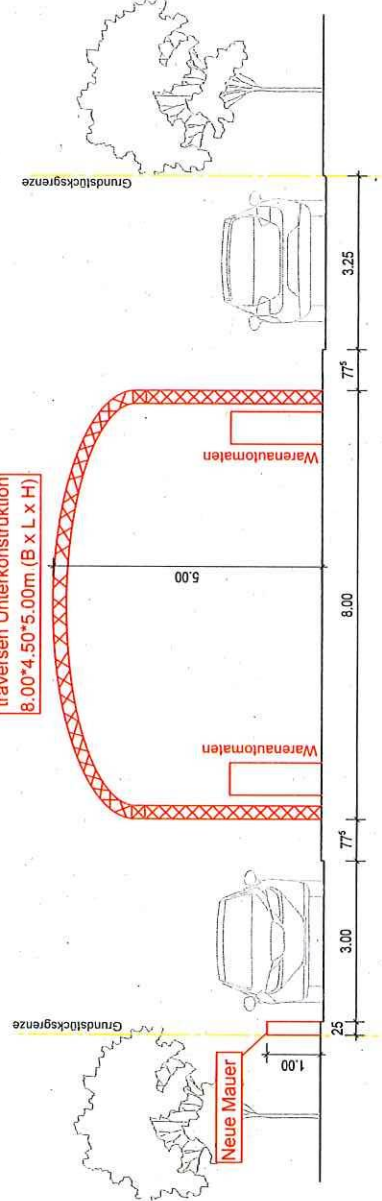 traversen Unterkonstruktion
8.00*4.50*5.00m (B x L x H)
Grundstücksgrenze
Grundstücksgrenze
Neue Mauer
1.00
Warenautomaten
5.00
Warenautomaten
25
3.00
77⁵
8.00
77⁵
3.25